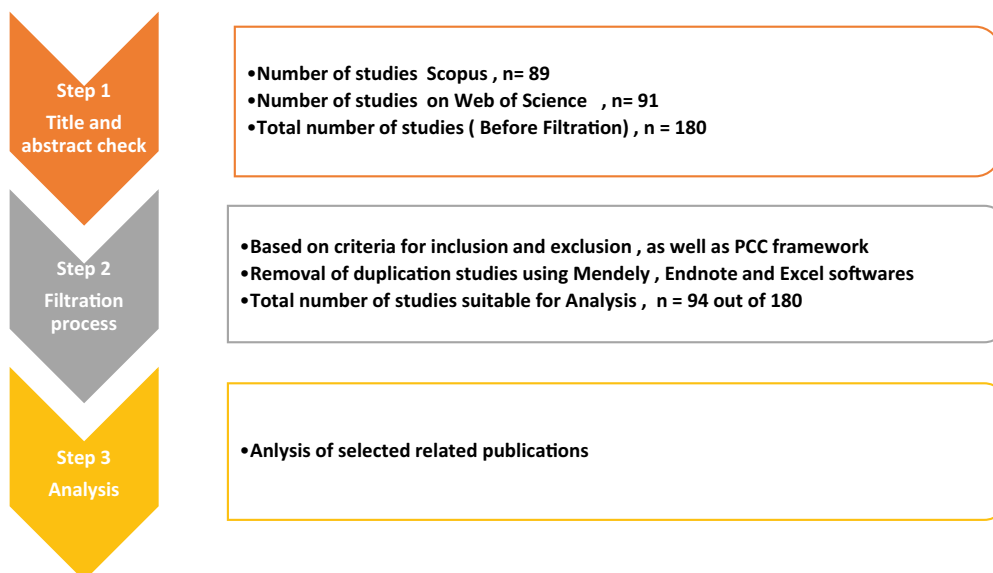 Step 1
Title and
abstract check
•Number of studies Scopus , n= 89
•Number of studies on Web of Science , n= 91
•Total number of studies ( Before Filtration) , n = 180
Step 2
Filtration
process
•Based on criteria for inclusion and exclusion , as well as PCC framework
•Removal of duplication studies using Mendely , Endnote and Excel softwares
•Total number of studies suitable for Analysis , n = 94 out of 180
Step 3
Analysis
•Anlysis of selected related publications